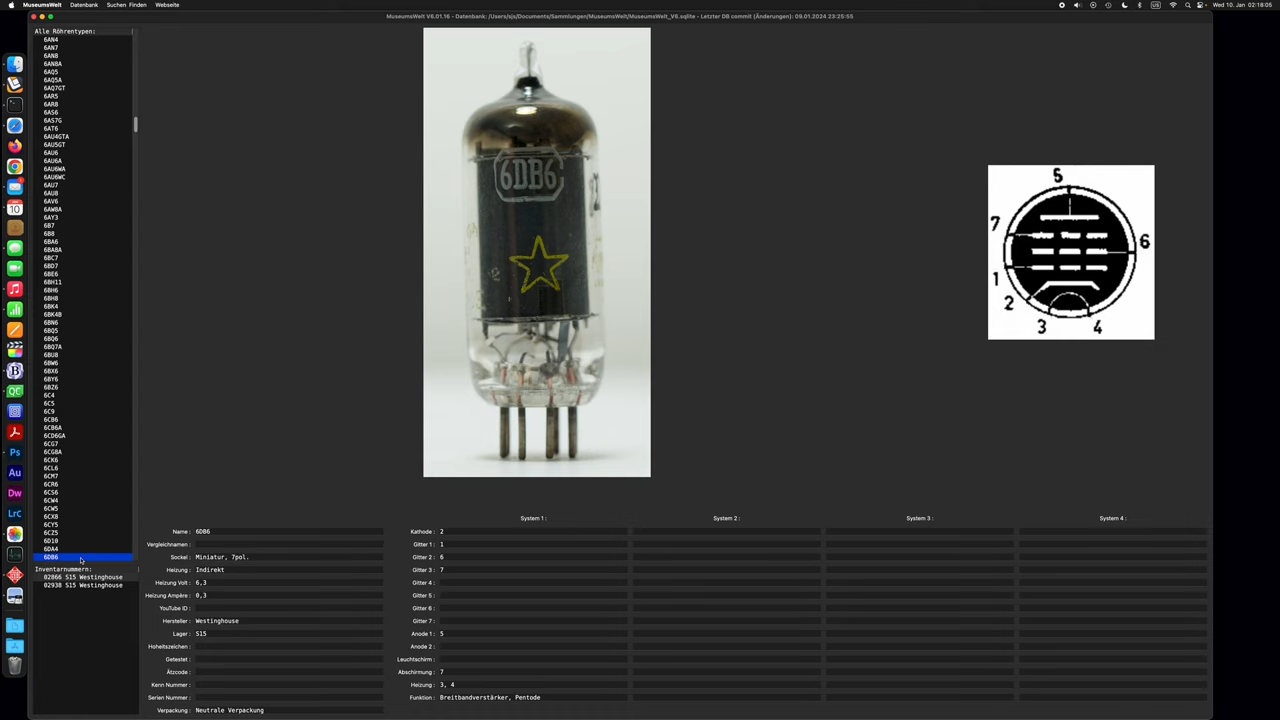 MuseumsWelt Datenbank Suchen Finden Webseite
US Wed 10. Jan 02:18:05
MuseumsWelt V6.01.16 - Datenbank: /Users/sjs/Documents/Sammlungen/MuseumsWelt/MuseumsWelt_V6.sqlite - Letzter DB commit (Änderungen): 09.01.2024 23:25:55
Alle Röhrentypen:
6AN4
6AN7
6AN8
6AN8A
6AQ5
6AQ5A
6AQ7GT
6AR5
6AR8
6AS6
6AS7G
6AT6
6AU4GTA
6AU5GT
6AU6
6AU6A
6AU6WA
6AU6WC
6AU7
6AU8
6AV6
6AW8A
6AY3
6B7
6B8
6BA6
6BA8A
6BC7
6BD7
6BE6
6BH11
6BH6
6BH8
6BK4
6BK4B
6BN6
6BQ5
6BQ6
6BQ7A
6BU8
6BW6
6BX6
6BY6
6BZ6
6C4
6C5
6C9
6CB6
6CB6A
6CD6GA
6CG7
6CG8A
6CK6
6CL6
6CM7
6CR6
6CS6
6CW4
6CW5
6CX8
6CY5
6CZ5
6D10
6DA4
6DB6
Inventarnummern:
02866 S15 Westinghouse
02938 S15 Westinghouse
6DB6
5
7
6
1
2
3
4
System 1 :
System 2 :
System 3 :
System 4 :
Name : 6DB6
Vergleichnamen :
Sockel : Miniatur, 7pol.
Heizung : Indirekt
Heizung Volt : 6,3
Heizung Ampère : 0,3
YouTube ID :
Hersteller : Westinghouse
Lager : S15
Hoheitszeichen :
Getestet :
Ätzcode :
Kenn Nummer :
Serien Nummer :
Verpackung : Neutrale Verpackung
Kathode : 2
Gitter 1 : 1
Gitter 2 : 6
Gitter 3 : 7
Gitter 4 :
Gitter 5 :
Gitter 6 :
Gitter 7 :
Anode 1 : 5
Anode 2 :
Leuchtschirm :
Abschirmung : 7
Heizung : 3, 4
Funktion : Breitbandverstärker, Pentode
10
Ps
Au
Dw
LrC
QC